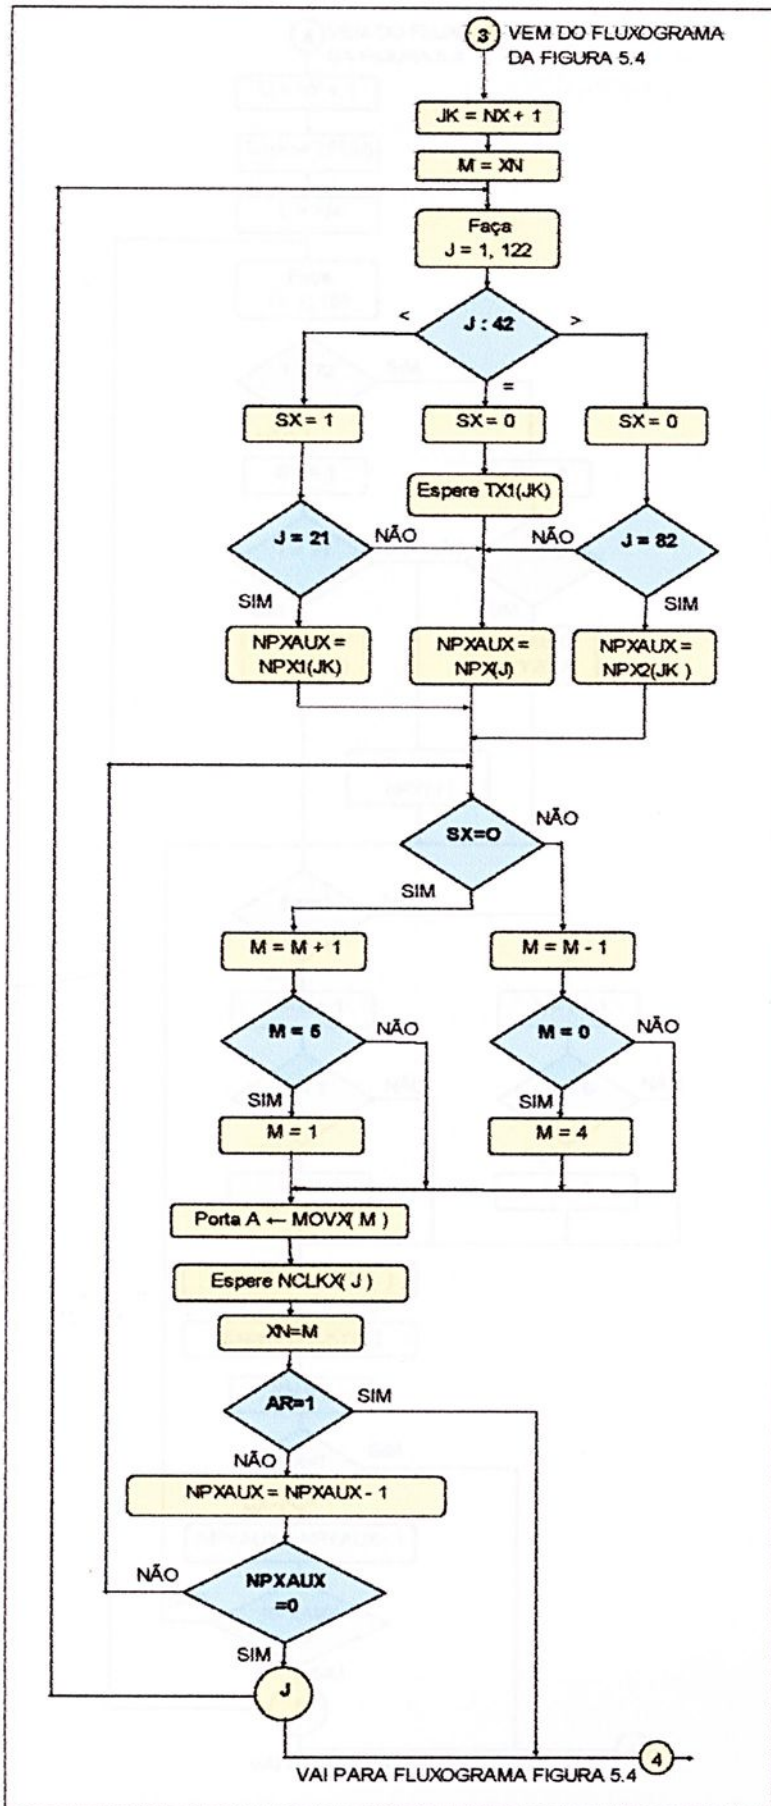 3 VEM DO FLUXOGRAMA
DA FIGURA 5.4
JK = NX + 1
M = XN
Faça
J = 1, 122
< J : 42 >
=
SX = 1
SX = 0
SX = 0
Espere TX1(JK)
J = 21
NÃO
NÃO
J = 82
SIM
SIM
NPXAUX =
NPX1(JK)
NPXAUX =
NPX(J)
NPXAUX =
NPX2(JK )
SX=O
NÃO
SIM
M = M + 1
M = M - 1
M = 5
NÃO
M = 0
NÃO
SIM
SIM
M = 1
M = 4
Porta A ← MOVX( M )
Espere NCLKX( J )
XN=M
AR=1
SIM
NÃO
NPXAUX = NPXAUX - 1
NÃO
NPXAUX
=0
SIM
J
4
VAI PARA FLUXOGRAMA FIGURA 5.4